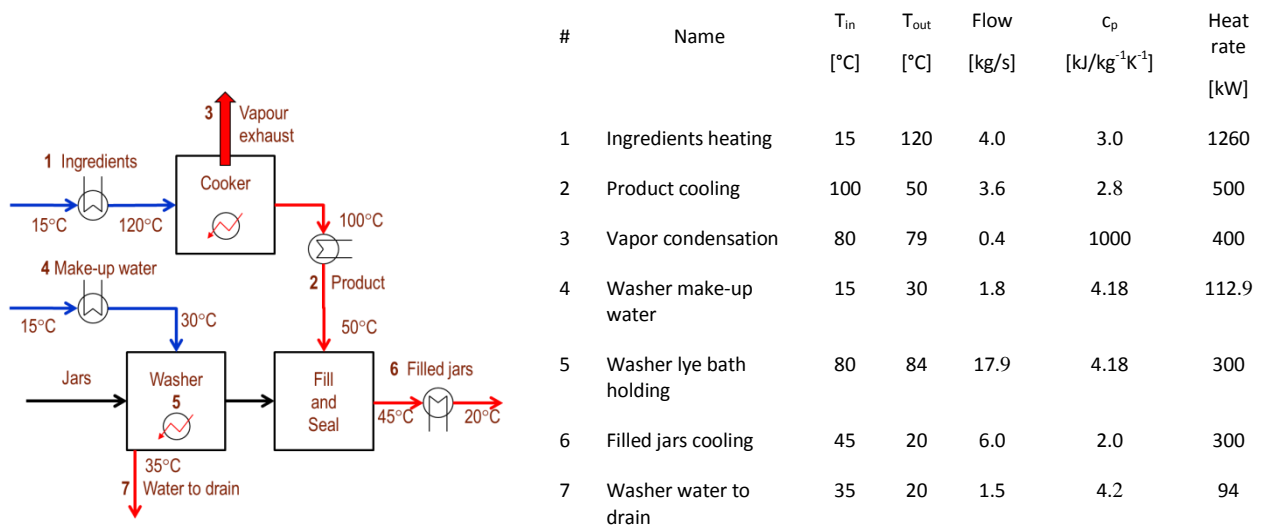 3 Vapour
exhaust
1 Ingredients
Cooker
15°C
120°C
100°C
4 Make-up water
2 Product
15°C
30°C
50°C
Jars
Washer
5
Fill
and
Seal
6 Filled jars
45°C
20°C
35°C
7 Water to drain
# Name Tin Tout Flow cp Heat
rate
[°C] [°C] [kg/s] [kJ/kg-1K-1]
[kW]
1 Ingredients heating 15 120 4.0 3.0 1260
2 Product cooling 100 50 3.6 2.8 500
3 Vapor condensation 80 79 0.4 1000 400
4 Washer make-up 15 30 1.8 4.18 112.9
water
5 Washer lye bath 80 84 17.9 4.18 300
holding
6 Filled jars cooling 45 20 6.0 2.0 300
7 Washer water to 35 20 1.5 4.2 94
drain